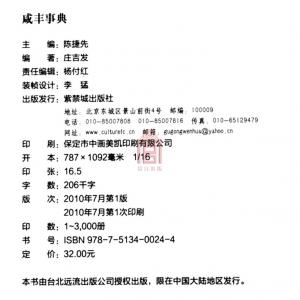 咸丰事典
主　　编：陈捷先
编　　著：庄吉发
责任编辑：杨付红
装帧设计：李　猛
出版发行：紫禁城出版社
地址：北京东城区景山前街4号　邮编：100009
电话：010-85007808　010-85007816　传真：010-65129479
网址：www.culturefc.cn　邮箱：gugongwenhua@yahoo.cn
印　　刷：保定市中画美凯印刷有限公司
开　　本：787×1092毫米　1/16
印　　张：16.5
字　　数：206千字
版　　次：2010年7月第1版
2010年7月第1次印刷
印　　数：1~3,000册
书　　号：ISBN 978-7-5134-0024-4
定　　价：32.00元
本书由台北远流出版公司授权出版，限在中国大陆地区发行。